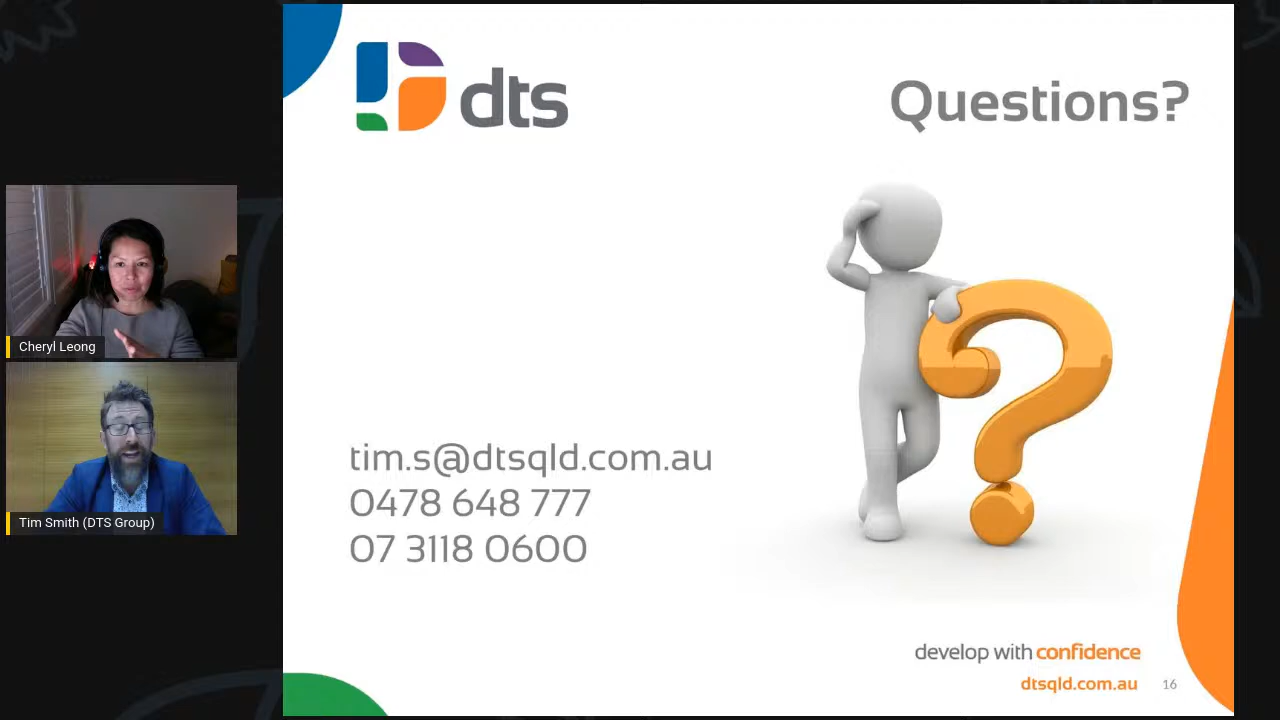 dts
Questions?
Cheryl Leong
Tim Smith (DTS Group)
tim.s@dtsqld.com.au
0478 648 777
07 3118 0600
develop with confidence
dtsqld.com.au 16